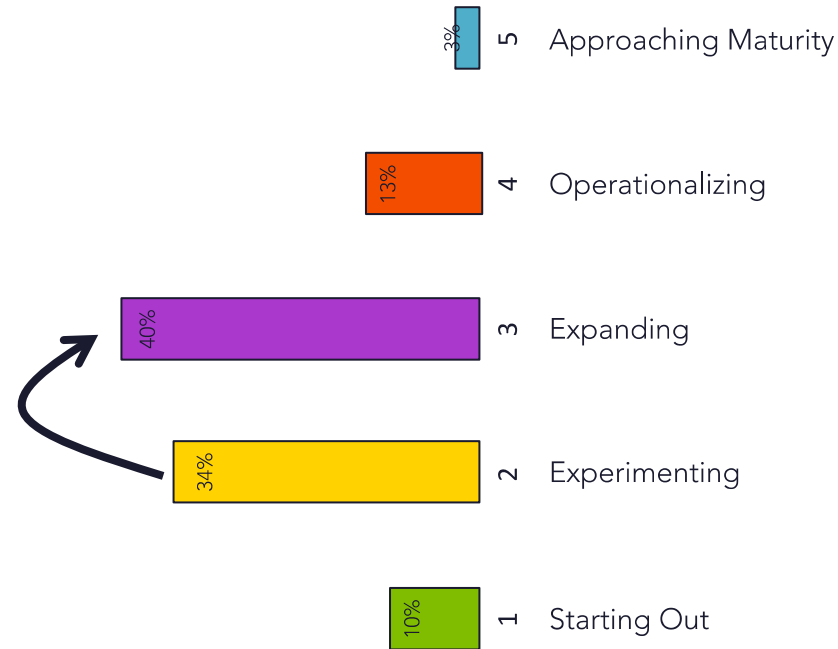 3% 5 Approaching Maturity
13% 4 Operationalizing
40% 3 Expanding
34% 2 Experimenting
10% 1 Starting Out